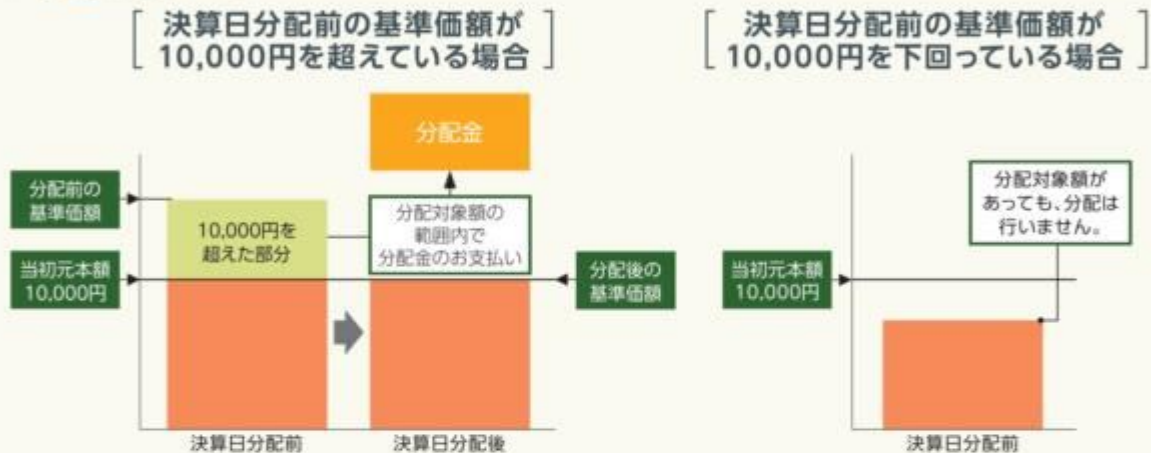 決算日分配前の基準価額が
10,000円を超えている場合
分配金
分配前の
基準価額
10,000円を
超えた部分
分配対象額の
範囲内で
分配金のお支払い
当初元本額
10,000円
分配後の
基準価額
決算日分配前
決算日分配後
決算日分配前の基準価額が
10,000円を下回っている場合
分配対象額が
あっても、分配は
行いません。
当初元本額
10,000円
決算日分配前